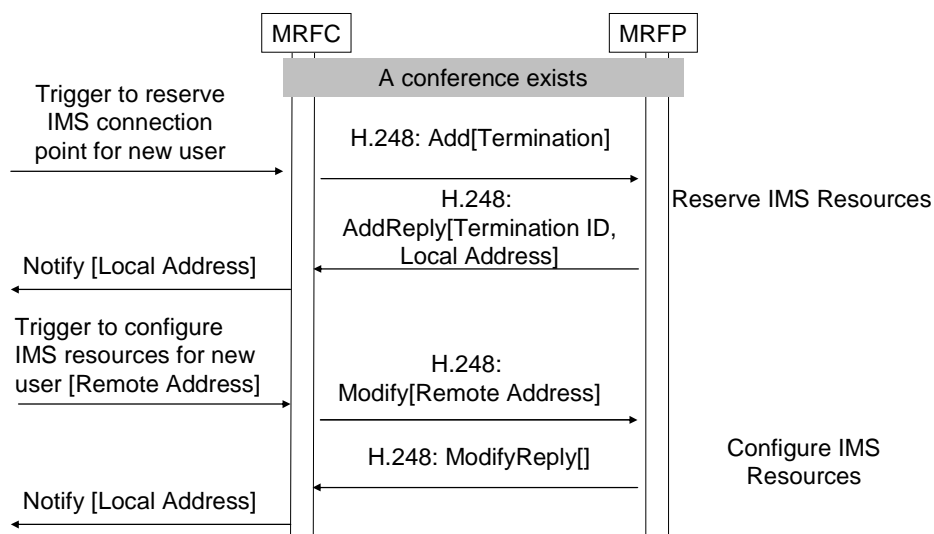 MRFC
MRFP
A conference exists
Trigger to reserve
IMS connection
point for new user
H.248: Add[Termination]
Reserve IMS Resources
H.248:
AddReply[Termination ID,
Local Address]
Notify [Local Address]
Trigger to configure
IMS resources for new
user [Remote Address]
H.248:
Modify[Remote Address]
H.248: ModifyReply[]
Configure IMS
Resources
Notify [Local Address]